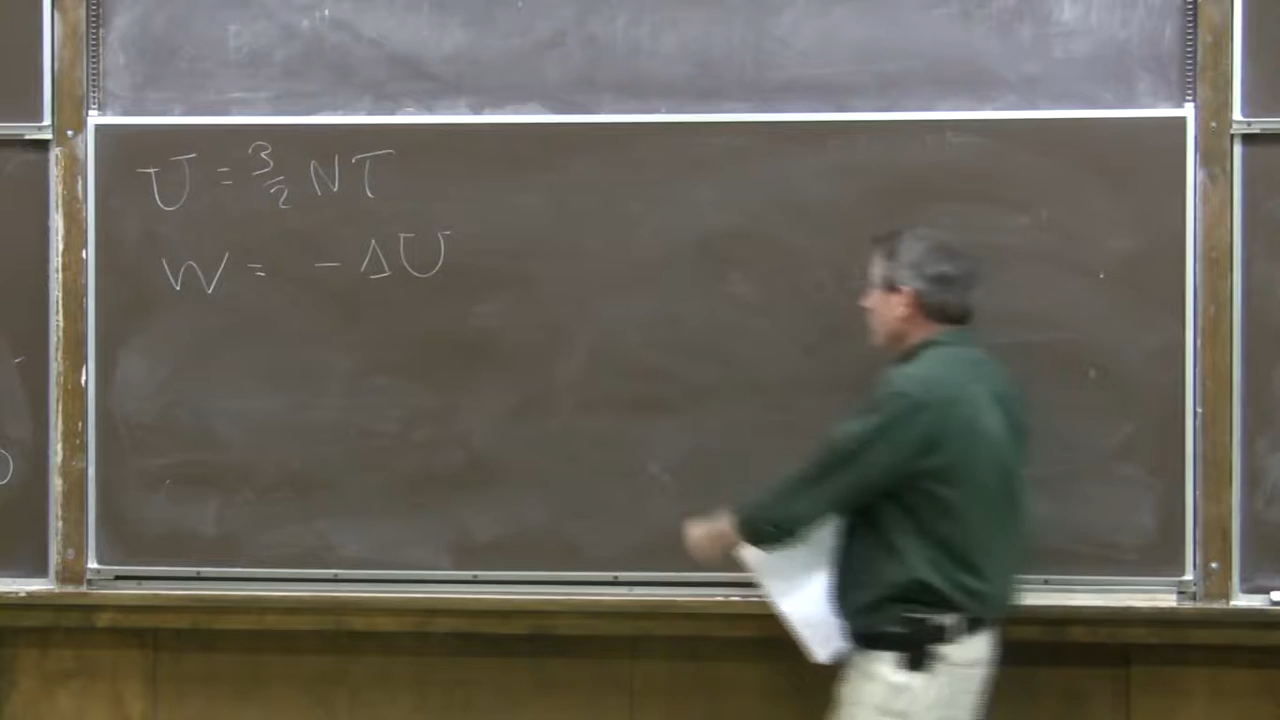 U = 3/2 NT
W = - ΔU